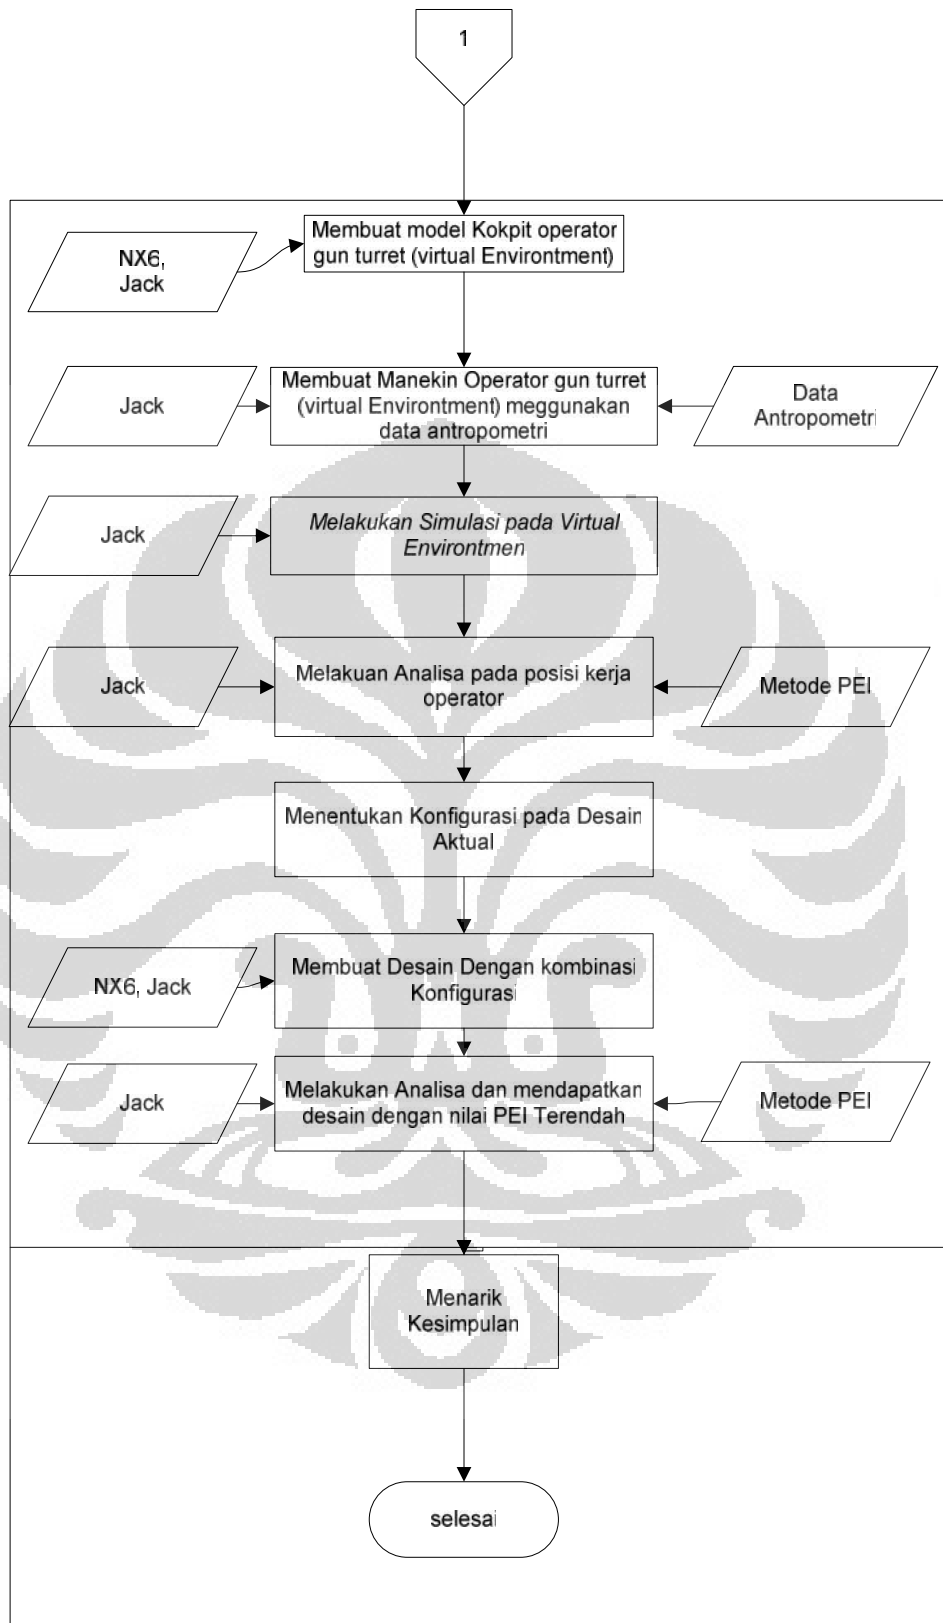 1
Membuat model Kokpit operator
gun turret (virtual Environtment)
NX6,
Jack
Membuat Manekin Operator gun turret
(virtual Environtment) meggunakan
data antropometri
Jack
Data
Antropometri
Melakukan Simulasi pada Virtual
Environtmen
Jack
Melakuan Analisa pada posisi kerja
operator
Jack
Metode PEI
Menentukan Konfigurasi pada Desain
Aktual
Membuat Desain Dengan kombinasi
Konfigurasi
NX6, Jack
Melakukan Analisa dan mendapatkan
desain dengan nilai PEI Terendah
Jack
Metode PEI
Menarik
Kesimpulan
selesai